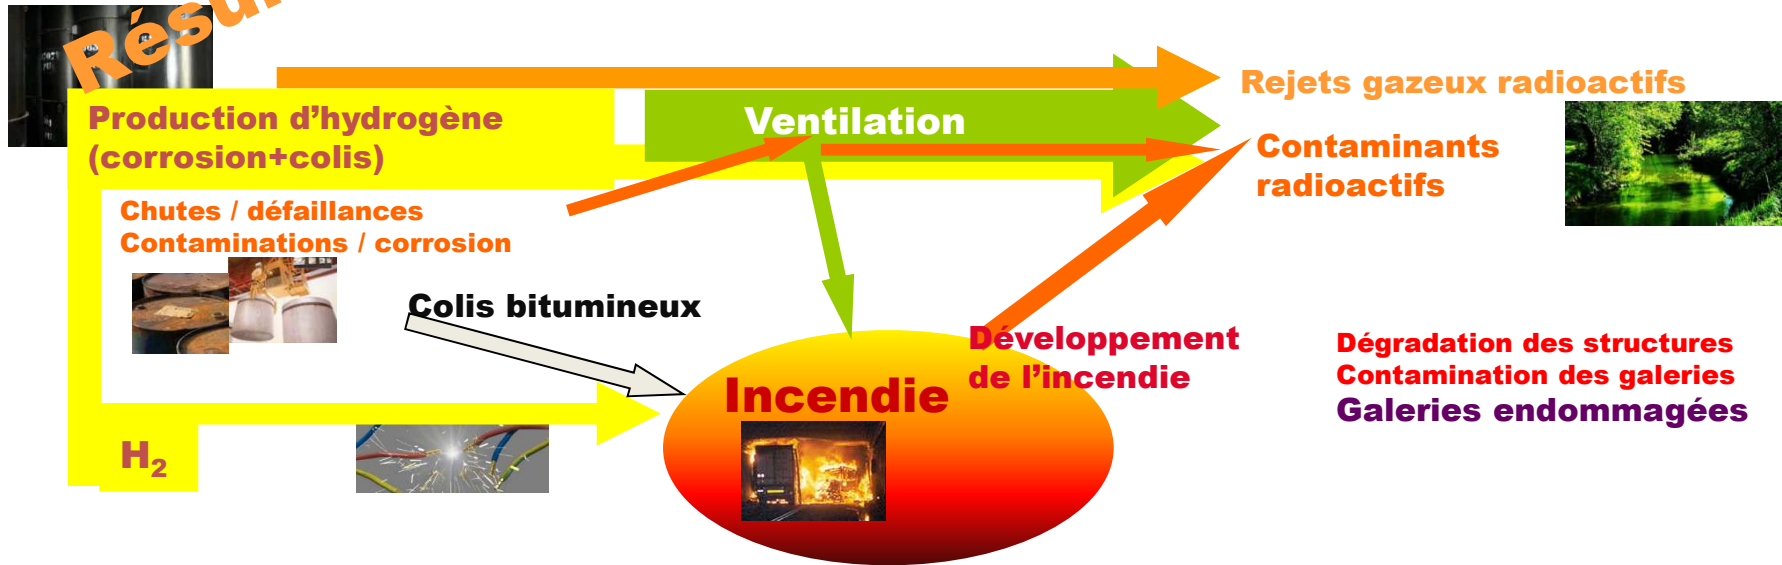 Rejets gazeux radioactifs
Production d’hydrogène
(corrosion+colis)
Ventilation
Contaminants
radioactifs
Chutes / défaillances
Contaminations / corrosion
Colis bitumineux
Développement
de l’incendie
Incendie
Dégradation des structures
Contamination des galeries
Galeries endommagées
H₂